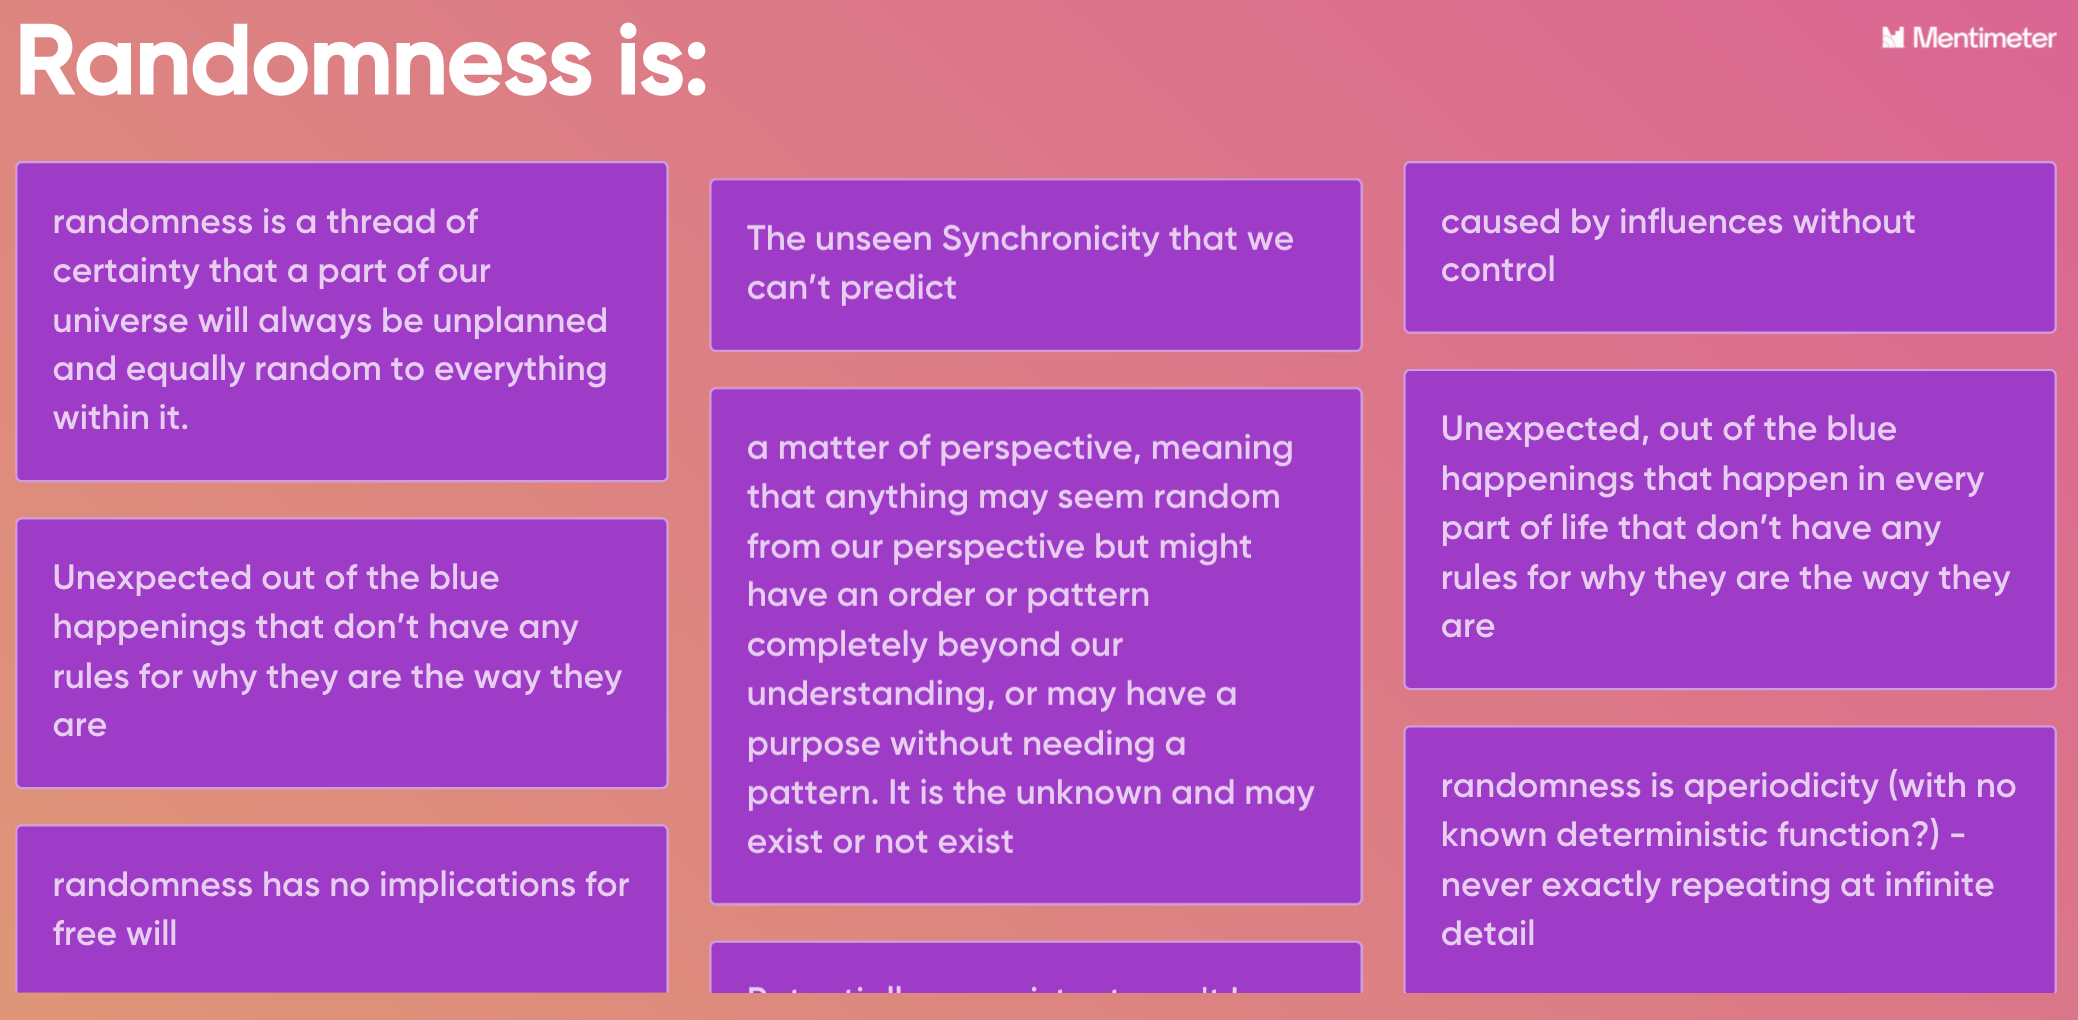 Randomness is:
Mentimeter
randomness is a thread of
certainty that a part of our
universe will always be unplanned
and equally random to everything
within it.
Unexpected out of the blue
happenings that don’t have any
rules for why they are the way they
are
randomness has no implications for
free will
The unseen Synchronicity that we
can’t predict
a matter of perspective, meaning
that anything may seem random
from our perspective but might
have an order or pattern
completely beyond our
understanding, or may have a
purpose without needing a
pattern. It is the unknown and may
exist or not exist
caused by influences without
control
Unexpected, out of the blue
happenings that happen in every
part of life that don’t have any
rules for why they are the way they
are
randomness is aperiodicity (with no
known deterministic function?) -
never exactly repeating at infinite
detail